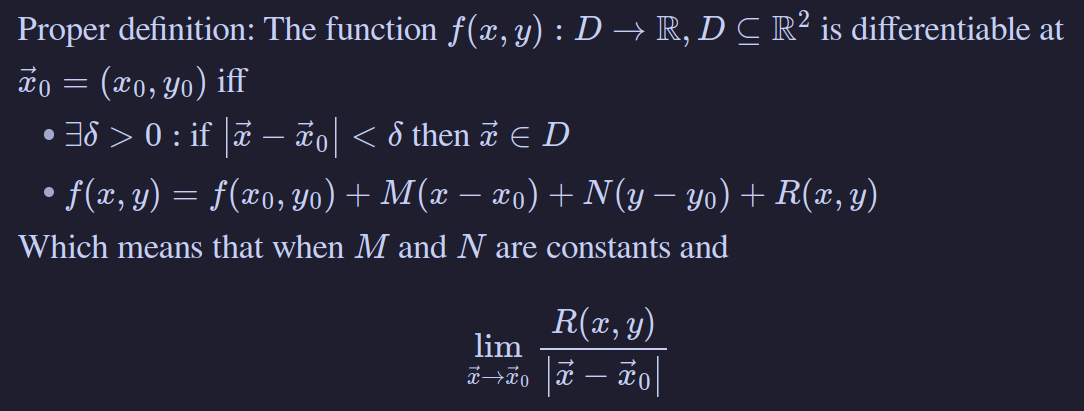 Proper definition: The function f(x, y) : D → ℝ, D ⊆ ℝ² is differentiable at
x⃗₀ = (x₀, y₀) iff
• ∃δ > 0 : if |x⃗ − x⃗₀| < δ then x⃗ ∈ D
• f(x, y) = f(x₀, y₀) + M(x − x₀) + N(y − y₀) + R(x, y)
Which means that when M and N are constants and
lim_{x⃗→x⃗₀} R(x, y) / |x⃗ − x⃗₀|